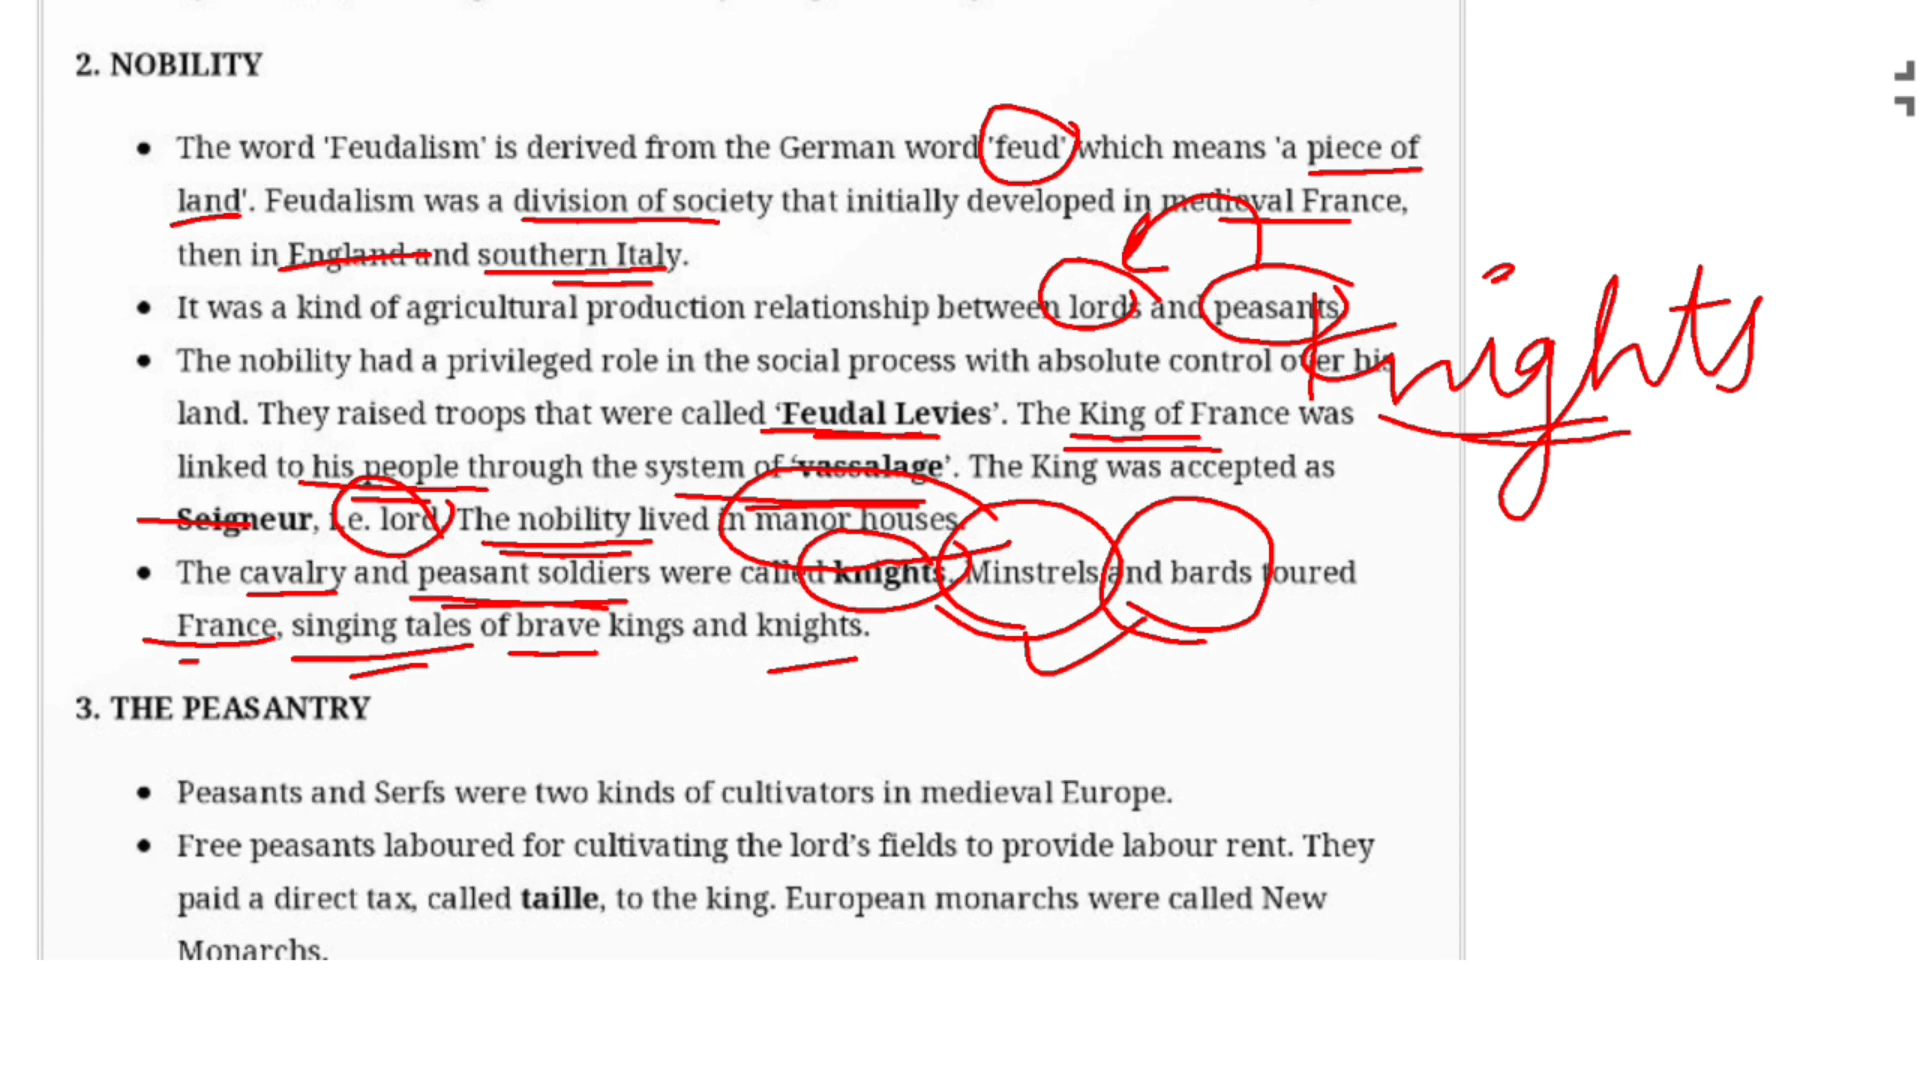 2. NOBILITY
• The word 'Feudalism' is derived from the German word 'feud' which means 'a piece of
land'. Feudalism was a division of society that initially developed in medieval France,
then in England and southern Italy.
• It was a kind of agricultural production relationship between lords and peasants.
Knights
• The nobility had a privileged role in the social process with absolute control over his
land. They raised troops that were called ‘Feudal Levies’. The King of France was
linked to his people through the system of ‘vassalage’. The King was accepted as
Seigneur, i.e. lord. The nobility lived in manor houses.
• The cavalry and peasant soldiers were called knights. Minstrels and bards toured
France, singing tales of brave kings and knights.
3. THE PEASANTRY
• Peasants and Serfs were two kinds of cultivators in medieval Europe.
• Free peasants laboured for cultivating the lord’s fields to provide labour rent. They
paid a direct tax, called taille, to the king. European monarchs were called New
Monarchs.